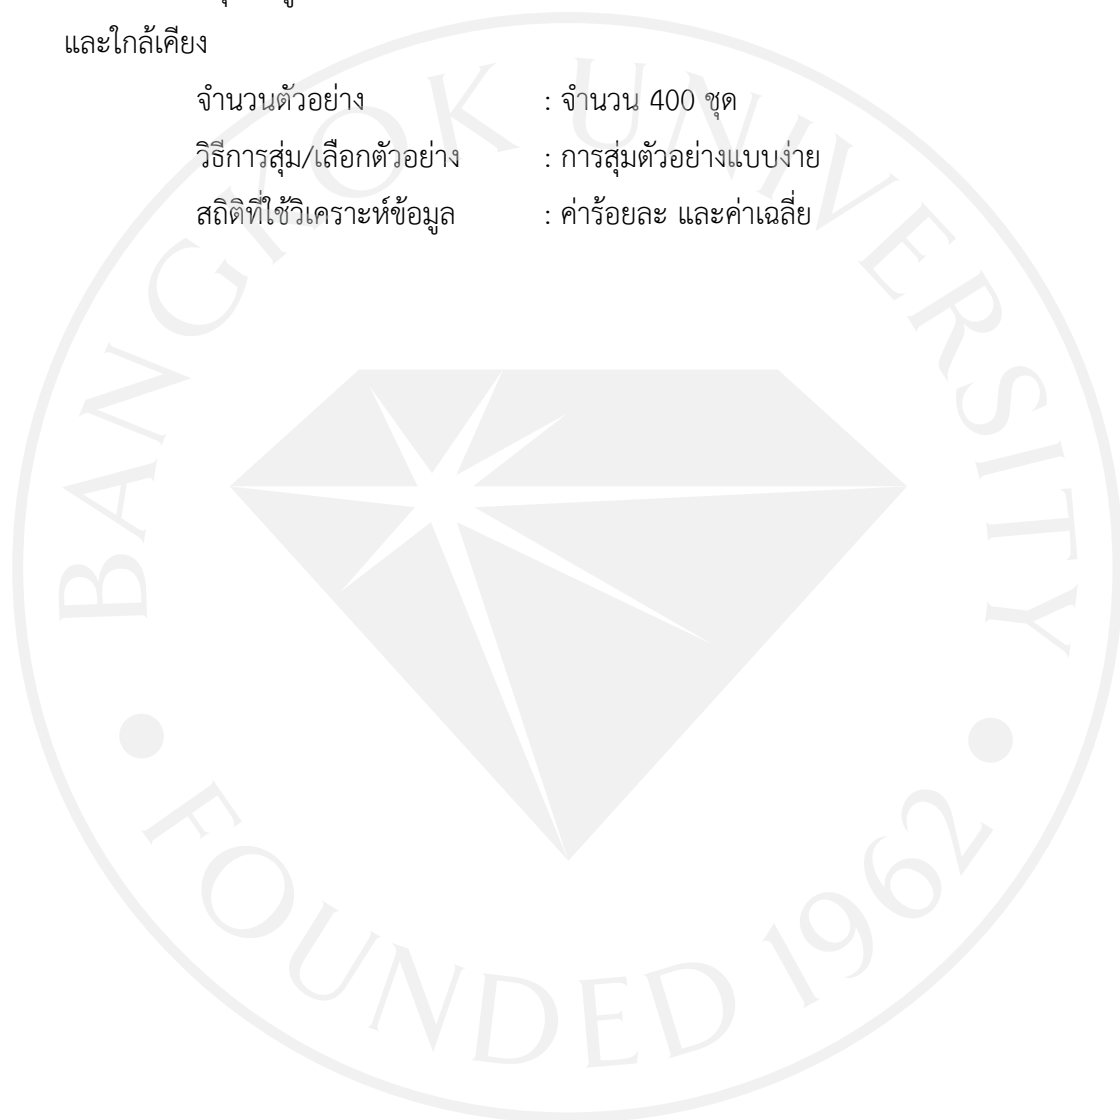 และใกล้เคียง
จำนวนตัวอย่าง : จำนวน 400 ชุด
วิธีการสุ่ม/เลือกตัวอย่าง : การสุ่มตัวอย่างแบบง่าย
สถิติที่ใช้วิเคราะห์ข้อมูล : ค่าร้อยละ และค่าเฉลี่ย
BANGKOK UNIVERSITY
• FOUNDED 1962 •